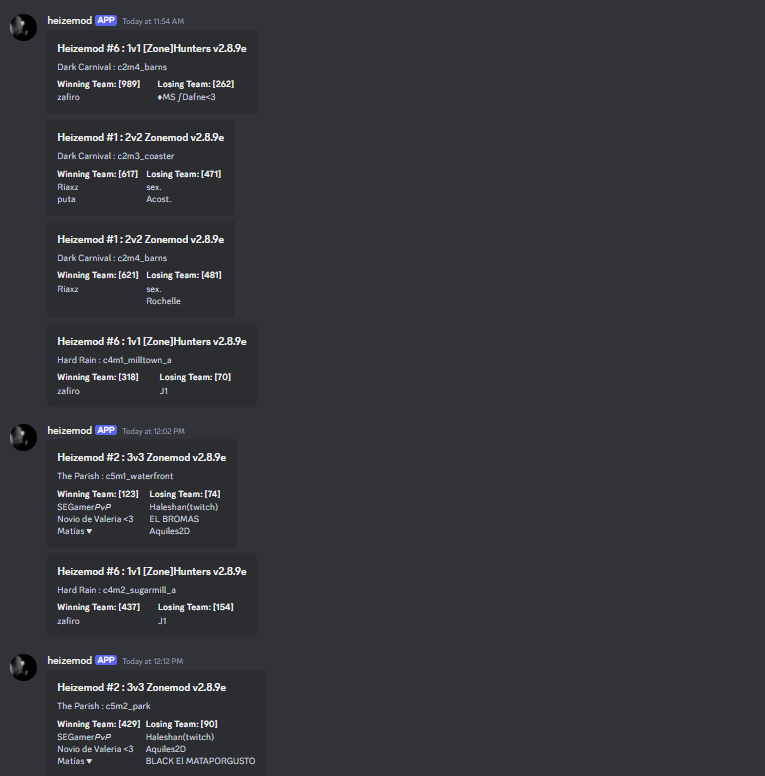 heizemod APP Today at 11:54 AM
Heizemod #6 : 1v1 [Zone]Hunters v2.8.9e
Dark Carnival : c2m4_barns
Winning Team: [989] Losing Team: [262]
zafiro ♦MS ƒDafne<3
Heizemod #1 : 2v2 Zonemod v2.8.9e
Dark Carnival : c2m3_coaster
Winning Team: [617] Losing Team: [471]
Riaxz sex.
puta Acost.
Heizemod #1 : 2v2 Zonemod v2.8.9e
Dark Carnival : c2m4_barns
Winning Team: [621] Losing Team: [481]
Riaxz sex.
Rochelle
Heizemod #6 : 1v1 [Zone]Hunters v2.8.9e
Hard Rain : c4m1_milltown_a
Winning Team: [318] Losing Team: [70]
zafiro J1
heizemod APP Today at 12:02 PM
Heizemod #2 : 3v3 Zonemod v2.8.9e
The Parish : c5m1_waterfront
Winning Team: [123] Losing Team: [74]
SEGamerPvP Haleshan(twitch)
Novio de Valeria <3 EL BROMAS
Matías ♥ Aquiles2D
Heizemod #6 : 1v1 [Zone]Hunters v2.8.9e
Hard Rain : c4m2_sugarmill_a
Winning Team: [437] Losing Team: [154]
zafiro J1
heizemod APP Today at 12:12 PM
Heizemod #2 : 3v3 Zonemod v2.8.9e
The Parish : c5m2_park
Winning Team: [429] Losing Team: [90]
SEGamerPvP Haleshan(twitch)
Novio de Valeria <3 Aquiles2D
Matías ♥ BLACK El MATAPORGUSTO